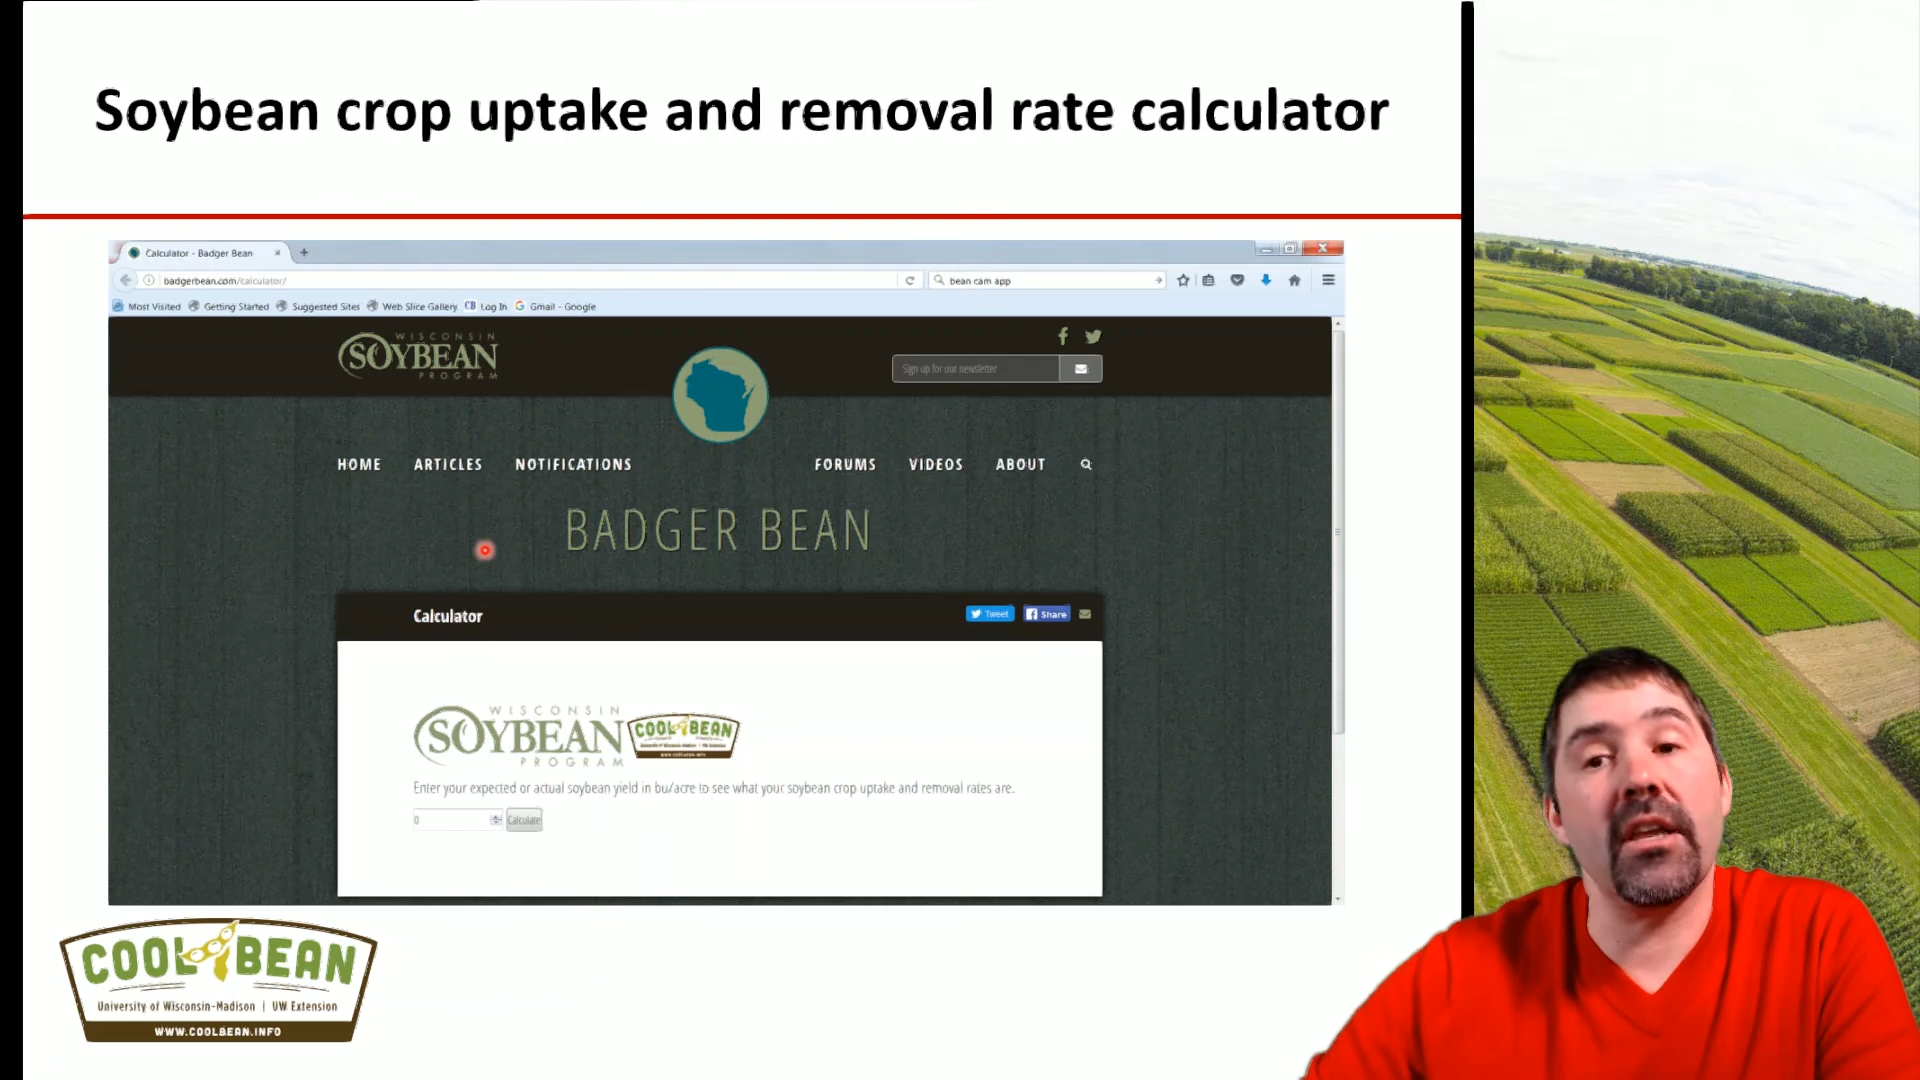 Soybean crop uptake and removal rate calculator
Calculator - Badger Bean
badgerbean.com/calculator/
bean cam app
Most Visited Getting Started Suggested Sites Web Slice Gallery CB Log In G Gmail - Google
WISCONSIN
SOYBEAN
PROGRAM
Sign up for our newsletter
HOME ARTICLES NOTIFICATIONS FORUMS VIDEOS ABOUT
BADGER BEAN
Calculator
Tweet Share
WISCONSIN
SOYBEAN
PROGRAM
COOL BEAN
Enter your expected or actual soybean yield in bu/acre to see what your soybean crop uptake and removal rates are.
0 Calculate
COOL BEAN
University of Wisconsin-Madison | UW Extension
WWW.COOLBEAN.INFO